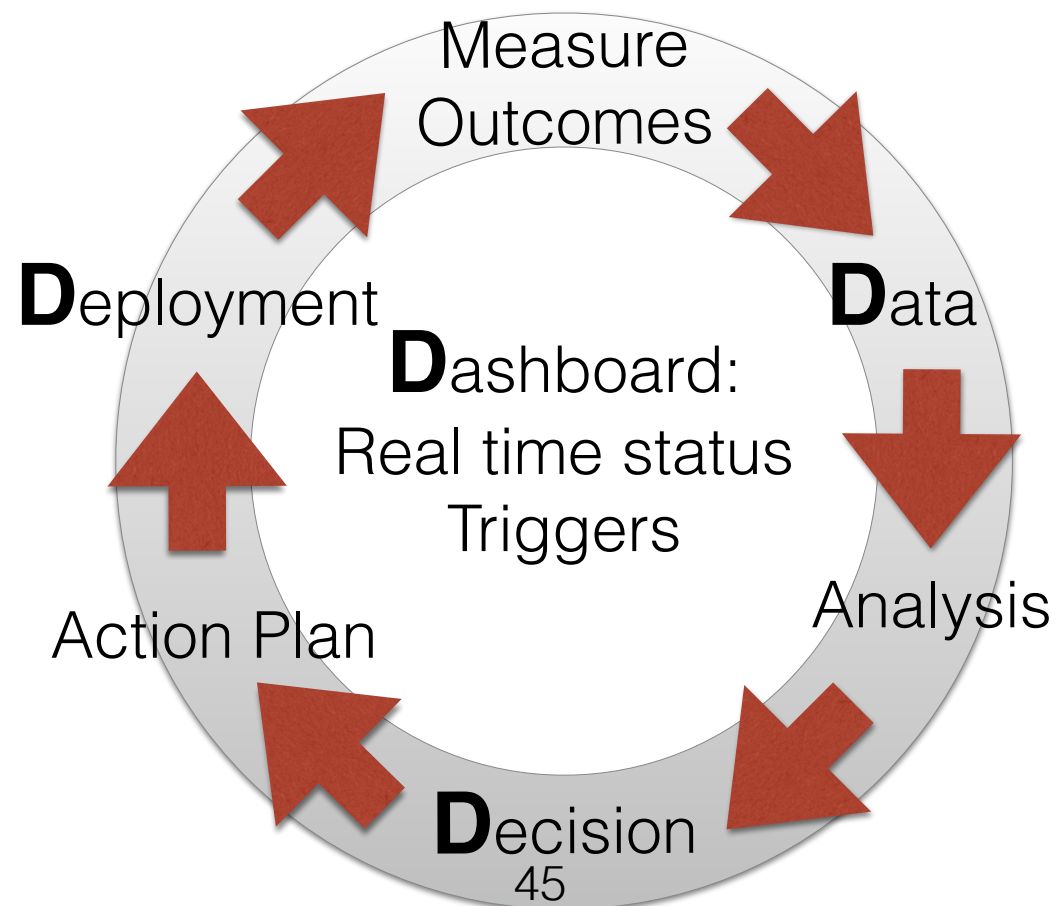 Measure
Outcomes
Deployment
Data
Dashboard:
Real time status
Triggers
Analysis
Action Plan
Decision
45